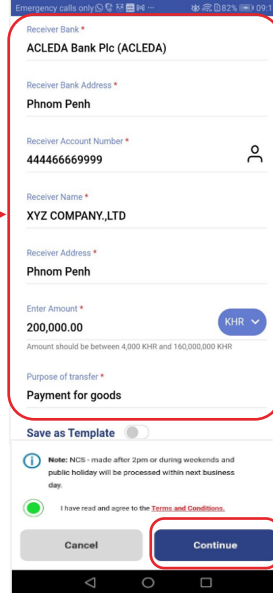 Emergency calls only
82% 09:1
Receiver Bank *
ACLEDA Bank Plc (ACLEDA)
Receiver Bank Address *
Phnom Penh
Receiver Account Number *
444466669999
Receiver Name *
XYZ COMPANY.,LTD
Receiver Address *
Phnom Penh
Enter Amount *
200,000.00
KHR
Amount should be between 4,000 KHR and 160,000,000 KHR
Purpose of transfer *
Payment for goods
Save as Template
Note: NCS - made after 2pm or during weekends and
public holiday will be processed within next business
day.
I have read and agree to the Terms and Conditions.
Cancel
Continue